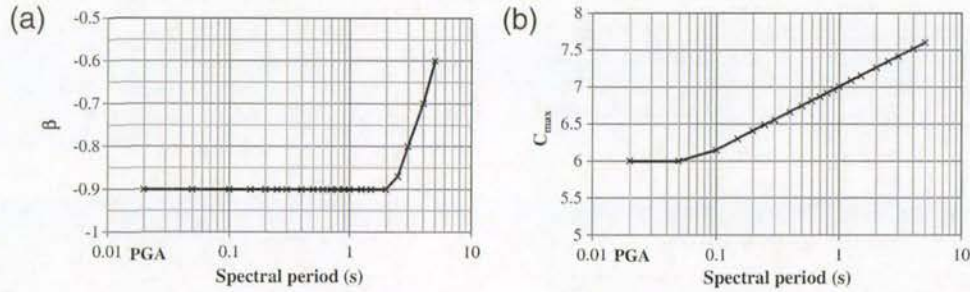 (a)
-0.5
-0.6
-0.7
β
-0.8
-0.9
-1
0.01 PGA 0.1 1 10
Spectral period (s)
(b)
7.5
7
6.5
Cmax
6
5.5
5
0.01 PGA 0.1 1 10
Spectral period (s)